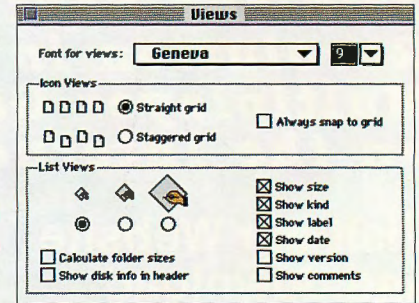 Views
Font for views: Geneva 9
Icon Views
Straight grid
Always snap to grid
Staggered grid
List Views
Show size
Show kind
Show label
Show date
Calculate folder sizes
Show version
Show disk info in header
Show comments